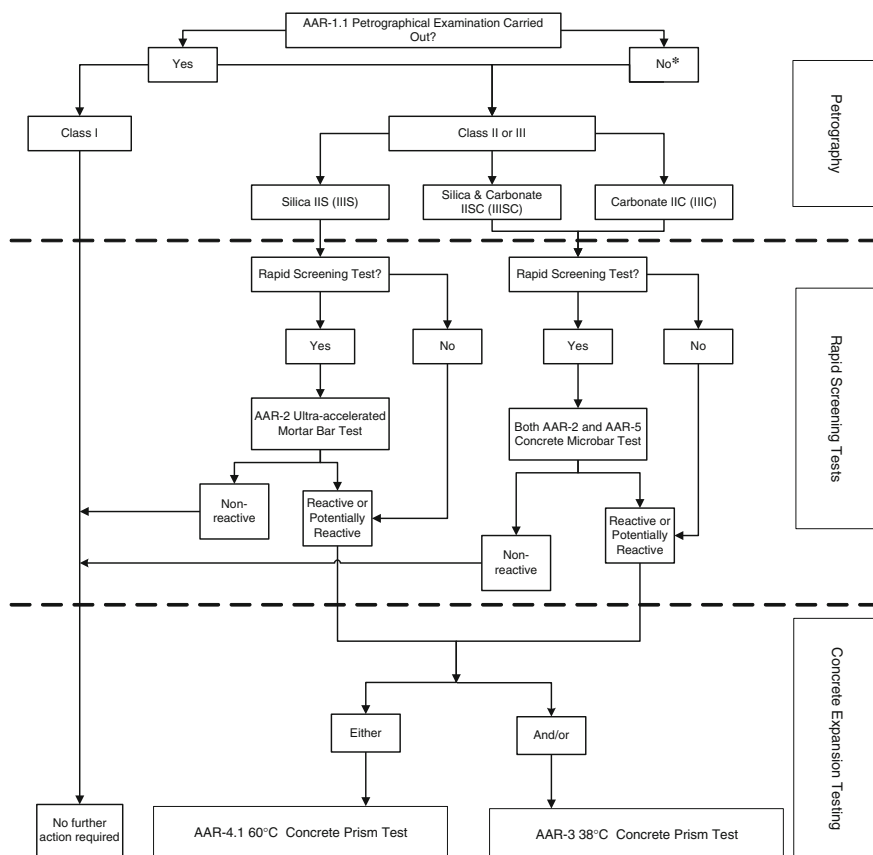 AAR-1.1 Petrographical Examination Carried
Out?
Yes
No*
Petrography
Class I
Class II or III
Silica IIS (IIIS)
Silica & Carbonate
IISC (IIISC)
Carbonate IIC (IIIC)
Rapid Screening Test?
Rapid Screening Test?
Rapid Screening Tests
Yes
No
Yes
No
AAR-2 Ultra-accelerated
Mortar Bar Test
Both AAR-2 and AAR-5
Concrete Microbar Test
Non-
reactive
Reactive or
Potentially
Reactive
Non-
reactive
Reactive or
Potentially
Reactive
Concrete Expansion Testing
Either
And/or
No further
action required
AAR-4.1 60°C Concrete Prism Test
AAR-3 38°C Concrete Prism Test